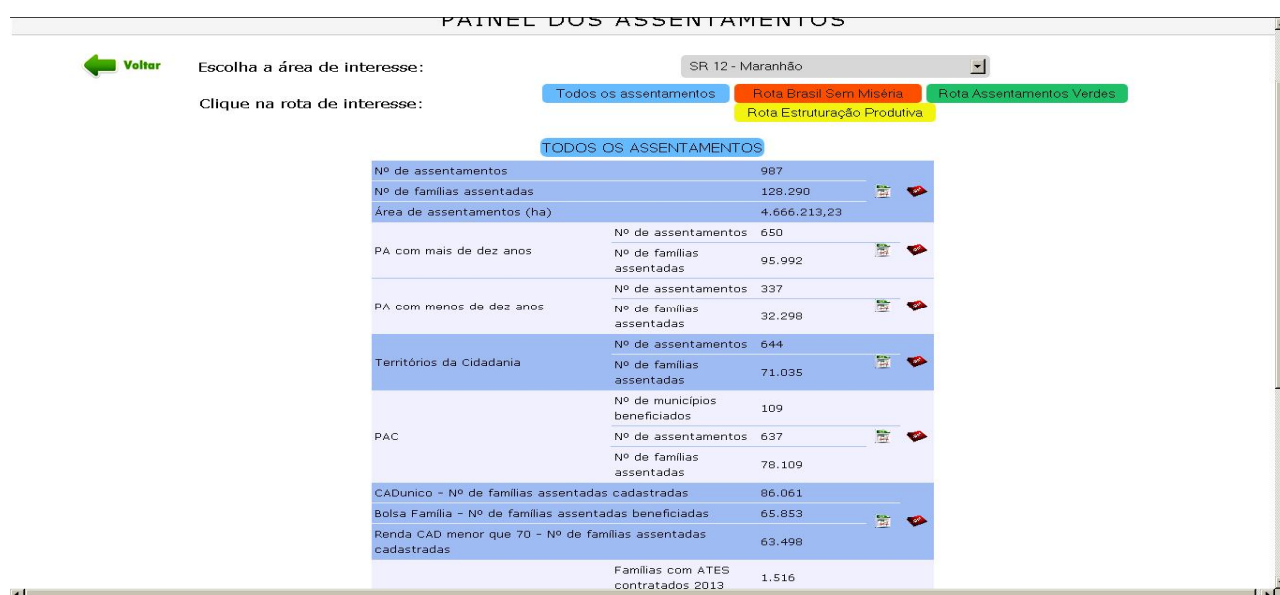 PAINEL DOS ASSENTAMENTOS
Voltar
Escolha a área de interesse:
SR 12 - Maranhão
Clique na rota de interesse:
Todos os assentamentos
Rota Brasil Sem Miséria
Rota Assentamentos Verdes
Rota Estruturação Produtiva
TODOS OS ASSENTAMENTOS
Nº de assentamentos 987
Nº de famílias assentadas 128.290
Área de assentamentos (ha) 4.666.213,23
PA com mais de dez anos
Nº de assentamentos 650
Nº de famílias
assentadas
95.992
PA com menos de dez anos
Nº de assentamentos 337
Nº de famílias
assentadas
32.298
Territórios da Cidadania
Nº de assentamentos 644
Nº de famílias
assentadas
71.035
PAC
Nº de municípios
beneficiados
109
Nº de assentamentos 637
Nº de famílias
assentadas
78.109
CADunico - Nº de famílias assentadas cadastradas 86.061
Bolsa Família - Nº de famílias assentadas beneficiadas 65.853
Renda CAD menor que 70 - Nº de famílias assentadas
cadastradas
63.498
Famílias com ATES
contratados 2013
1.516